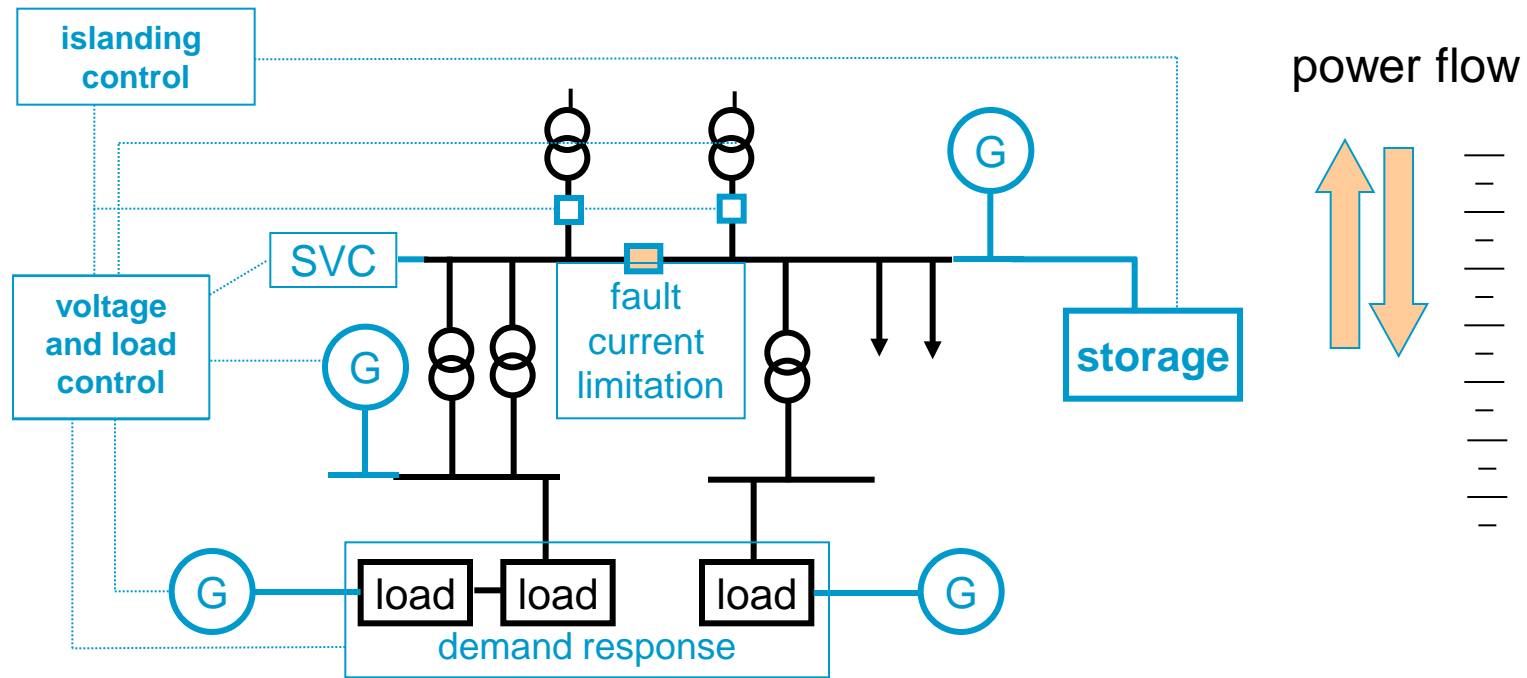 islanding
control
power flow
G
SVC
voltage
and load
control
fault
current
limitation
G
storage
G
load
load
load
G
demand response